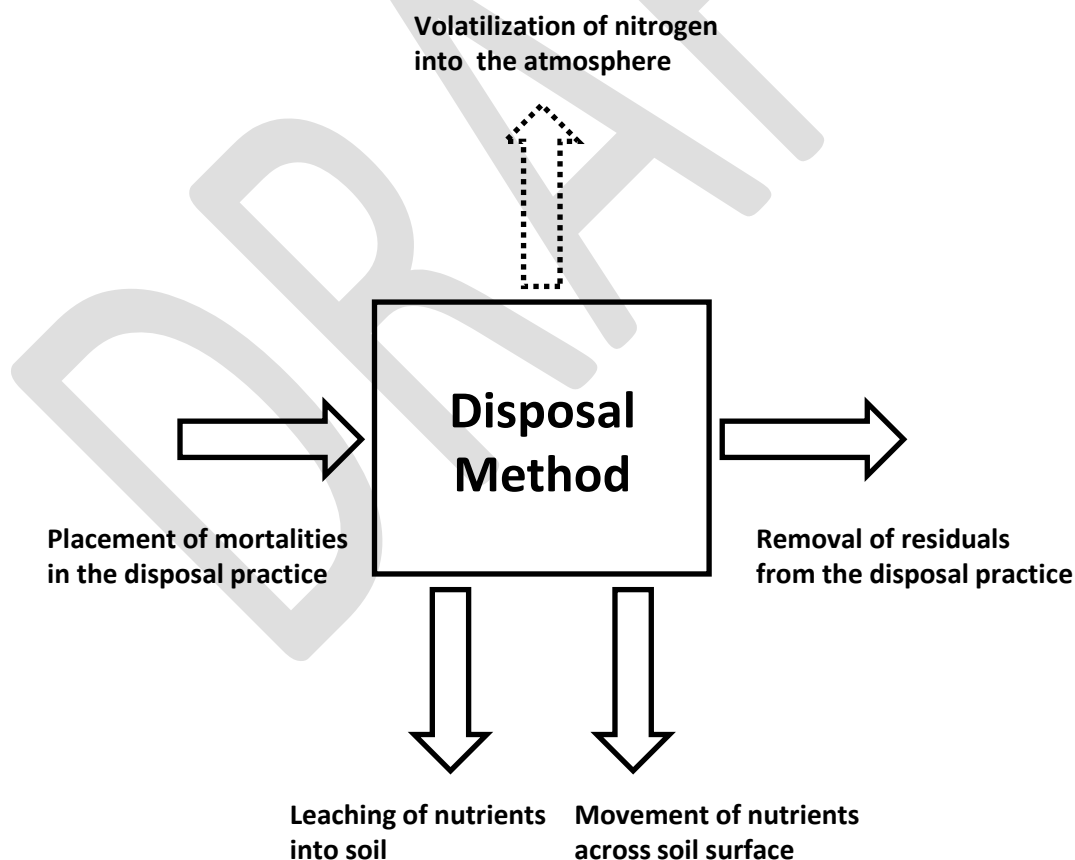 Volatilization of nitrogen
into the atmosphere
Disposal
Method
Placement of mortalities
in the disposal practice
Removal of residuals
from the disposal practice
Leaching of nutrients
into soil
Movement of nutrients
across soil surface
DRA